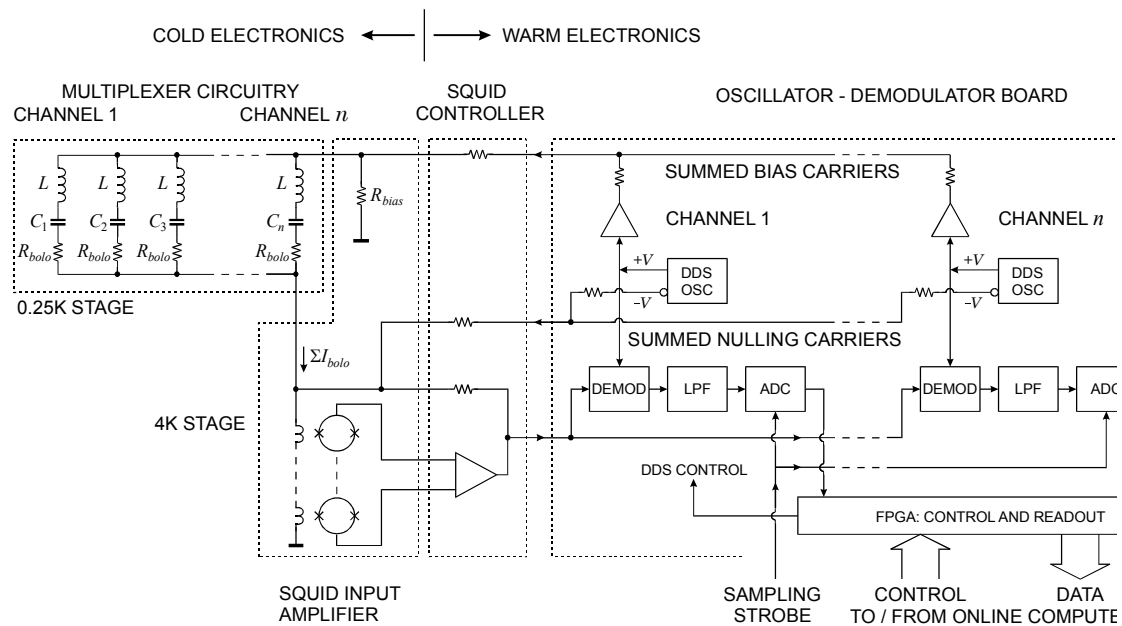 COLD ELECTRONICS
WARM ELECTRONICS
MULTIPLEXER CIRCUITRY
CHANNEL 1
CHANNEL n
SQUID
CONTROLLER
OSCILLATOR - DEMODULATOR BOARD
L
L
L
L
C1
C2
C3
Cn
Rbolo
Rbolo
Rbolo
Rbolo
Rbias
0.25K STAGE
SUMMED BIAS CARRIERS
CHANNEL 1
CHANNEL n
+V
DDS
OSC
–V
+V
DDS
OSC
–V
SUMMED NULLING CARRIERS
ΣIbolo
4K STAGE
DEMOD
LPF
ADC
DEMOD
LPF
ADC
DDS CONTROL
FPGA: CONTROL AND READOUT
SQUID INPUT
AMPLIFIER
SAMPLING
STROBE
CONTROL
DATA
TO / FROM ONLINE COMPUTE